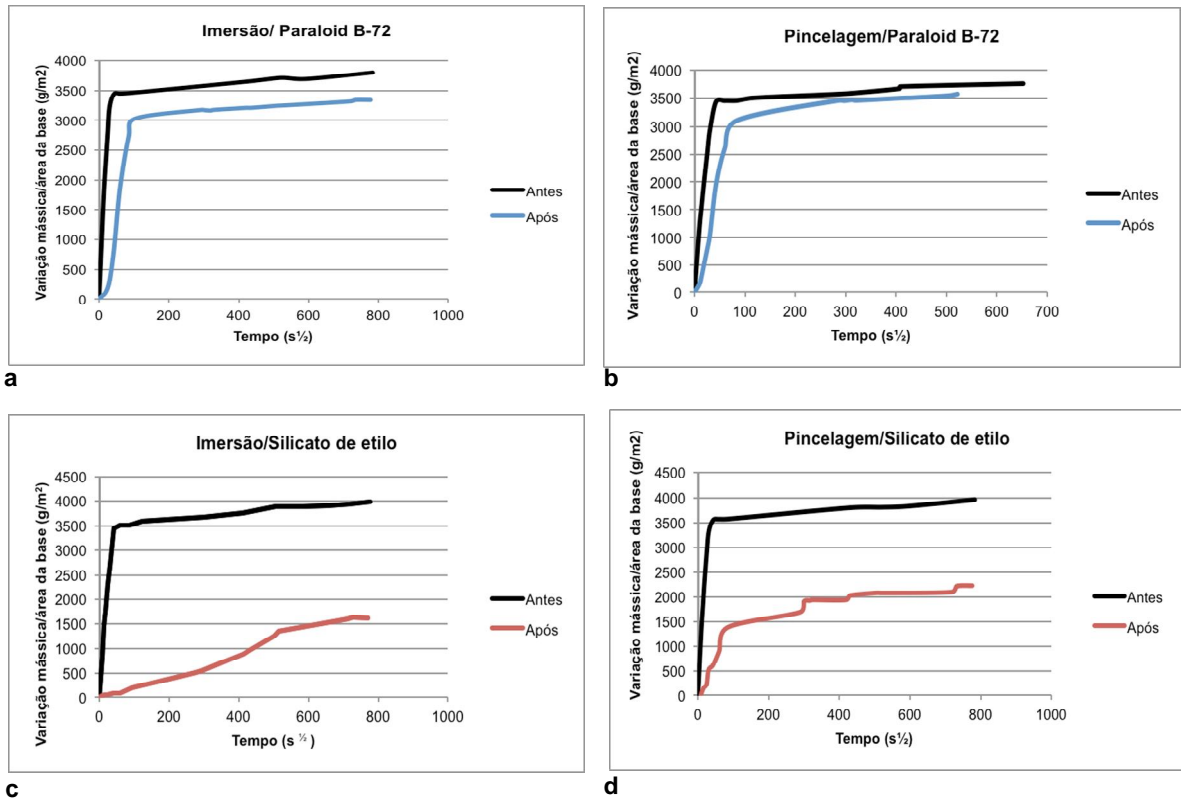 Imersão/ Paraloid B-72
Variação mássica/área da base (g/m2)
4000
3500
3000
2500
2000
1500
1000
500
0
0 200 400 600 800 1000
Tempo (s½)
Antes
Após
a
Pincelagem/Paraloid B-72
Variação mássica/área da base (g/m2)
4000
3500
3000
2500
2000
1500
1000
500
0
0 100 200 300 400 500 600 700
Tempo (s½)
Antes
Após
b
Imersão/Silicato de etilo
Variação mássica/área da base (g/m²)
4500
4000
3500
3000
2500
2000
1500
1000
500
0
0 200 400 600 800 1000
Tempo (s ½ )
Antes
Após
c
Pincelagem/Silicato de etilo
Variação mássica/área da base (g/m2)
4500
4000
3500
3000
2500
2000
1500
1000
500
0
0 200 400 600 800 1000
Tempo (s½)
Antes
Após
d